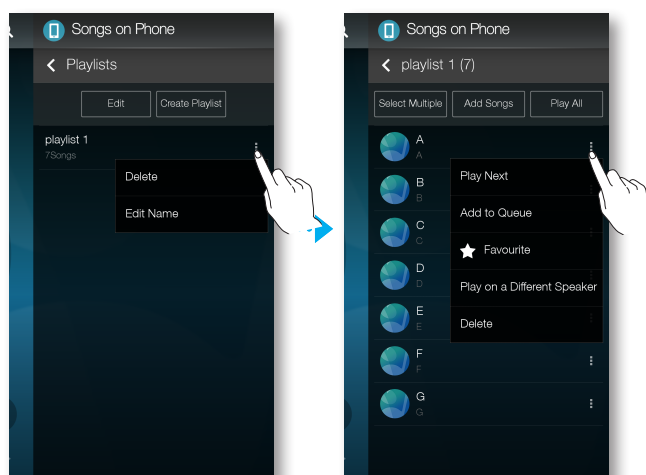 Songs on Phone
Playlists
Edit
Create Playlist
playlist 1
7Songs
Delete
Edit Name
Songs on Phone
playlist 1 (7)
Select Multiple
Add Songs
Play All
A
A
B
B
C
C
D
D
E
E
F
F
G
G
Play Next
Add to Queue
Favourite
Play on a Different Speaker
Delete